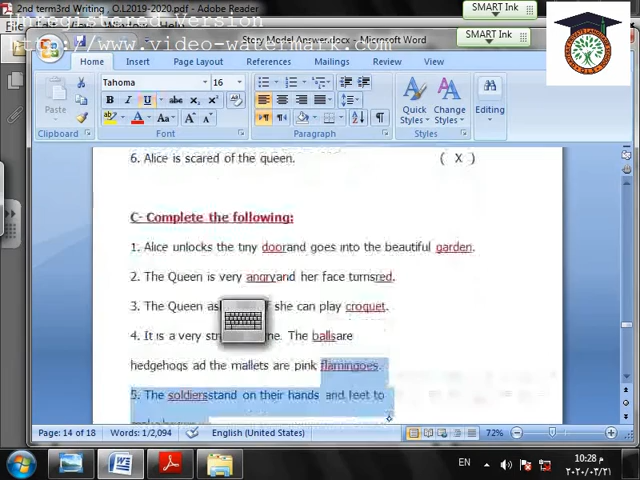 2nd term3rd Writing O.L2019-2020.pdf - Adobe Reader
http://www.video-watermark.com
Story Model Answer.docx - Microsoft Word
SMART Ink
SMART Ink
Home Insert Page Layout References Mailings Review View
Paste
Clipboard
Tahoma 16
Font
Paragraph
Quick Styles
Change Styles
Styles
Editing
6. Alice is scared of the queen. ( X )
C- Complete the following:
1. Alice unlocks the tiny doorand goes into the beautiful garden.
2. The Queen is very angryand her face turnsred.
3. The Queen she can play croquet.
4. It is a very The ballsare
hedgehogs ad the mallets are pink flamingoes.
5. The soldiersstand on their hands and feet to
Page: 14 of 18 Words: 1/2,094 English (United States) 72%
EN
10:28 م
٢٠٢٠/٠٣/٢١